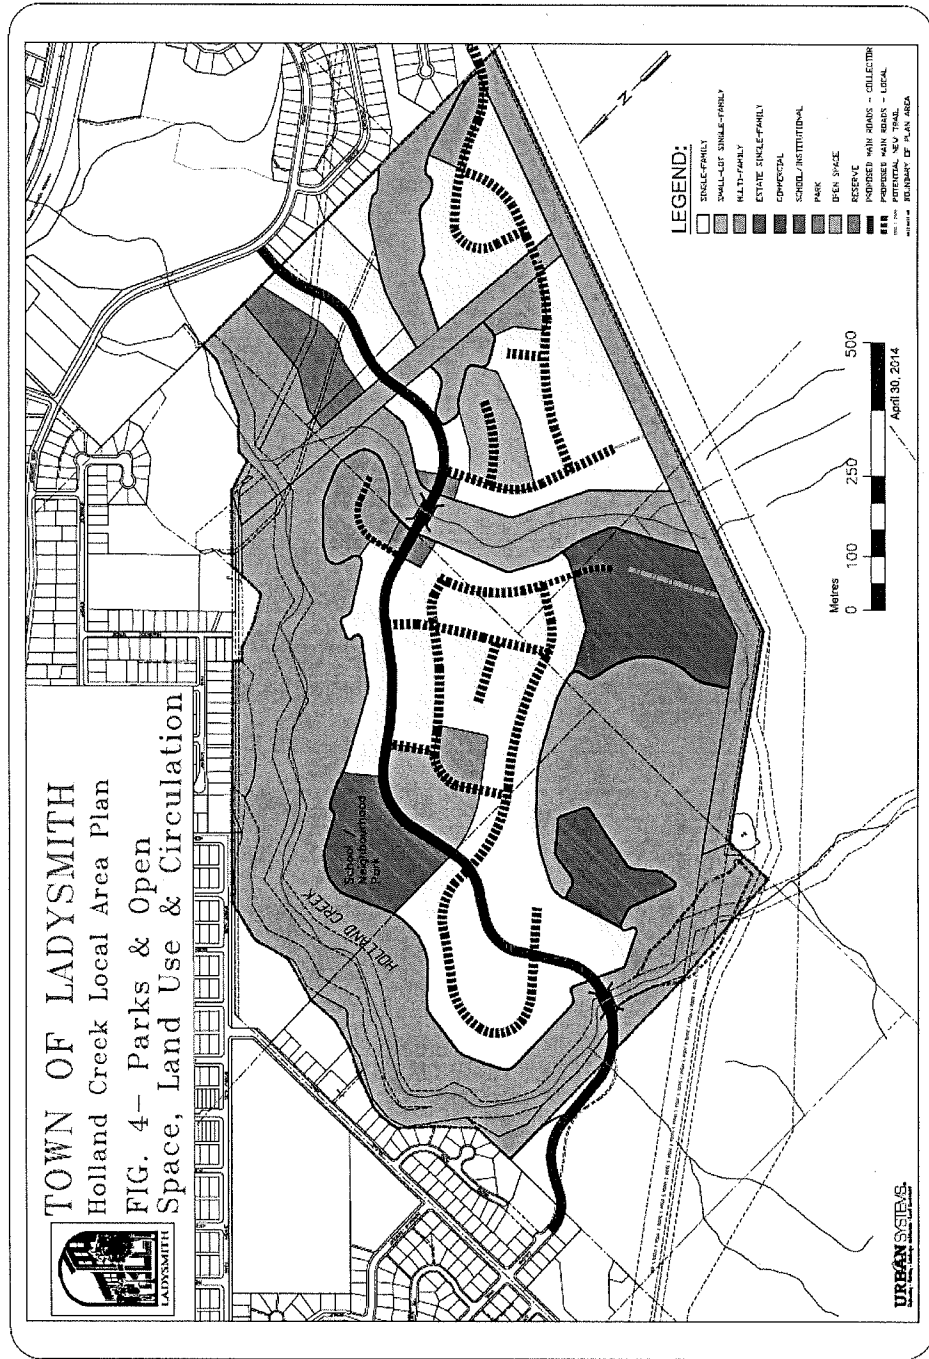 TOWN OF LADYSMITH
Holland Creek Local Area Plan
FIG. 4— Parks & Open
Space, Land Use & Circulation
LADYSMITH
HOLLAND CREEK
School /
Neighbourhood
Park
N
LEGEND:
SINGLE-FAMILY
SMALL-LOT SINGLE-FAMILY
MULTI-FAMILY
ESTATE SINGLE-FAMILY
COMMERCIAL
SCHOOL/INSTITUTIONAL
PARK
OPEN SPACE
RESERVE
PROPOSED MAIN ROADS - COLLECTOR
PROPOSED MAIN ROADS - LOCAL
POTENTIAL NEW TRAIL
BOUNDARY OF PLAN AREA
Metres
0 100 250 500
April 30, 2014
URBAN SYSTEMS.